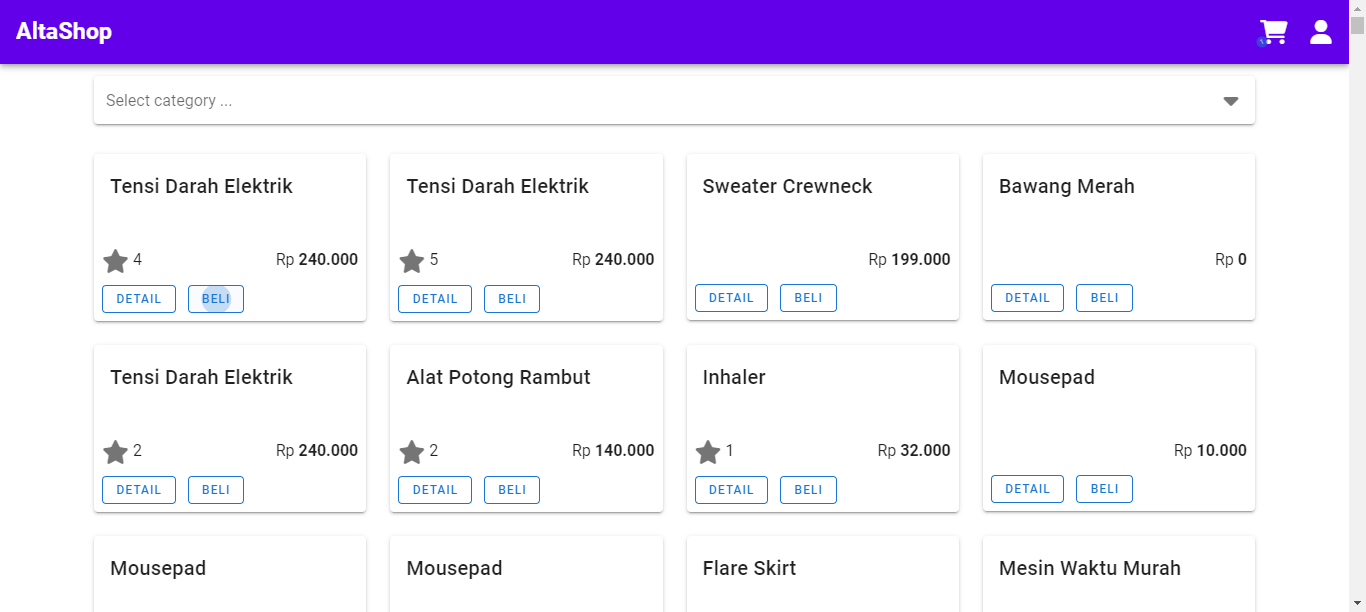 AltaShop
Select category ...
Tensi Darah Elektrik
4
Rp 240.000
DETAIL
BELI
Tensi Darah Elektrik
5
Rp 240.000
DETAIL
BELI
Sweater Crewneck
Rp 199.000
DETAIL
BELI
Bawang Merah
Rp 0
DETAIL
BELI
Tensi Darah Elektrik
2
Rp 240.000
DETAIL
BELI
Alat Potong Rambut
2
Rp 140.000
DETAIL
BELI
Inhaler
1
Rp 32.000
DETAIL
BELI
Mousepad
Rp 10.000
DETAIL
BELI
Mousepad
Mousepad
Flare Skirt
Mesin Waktu Murah